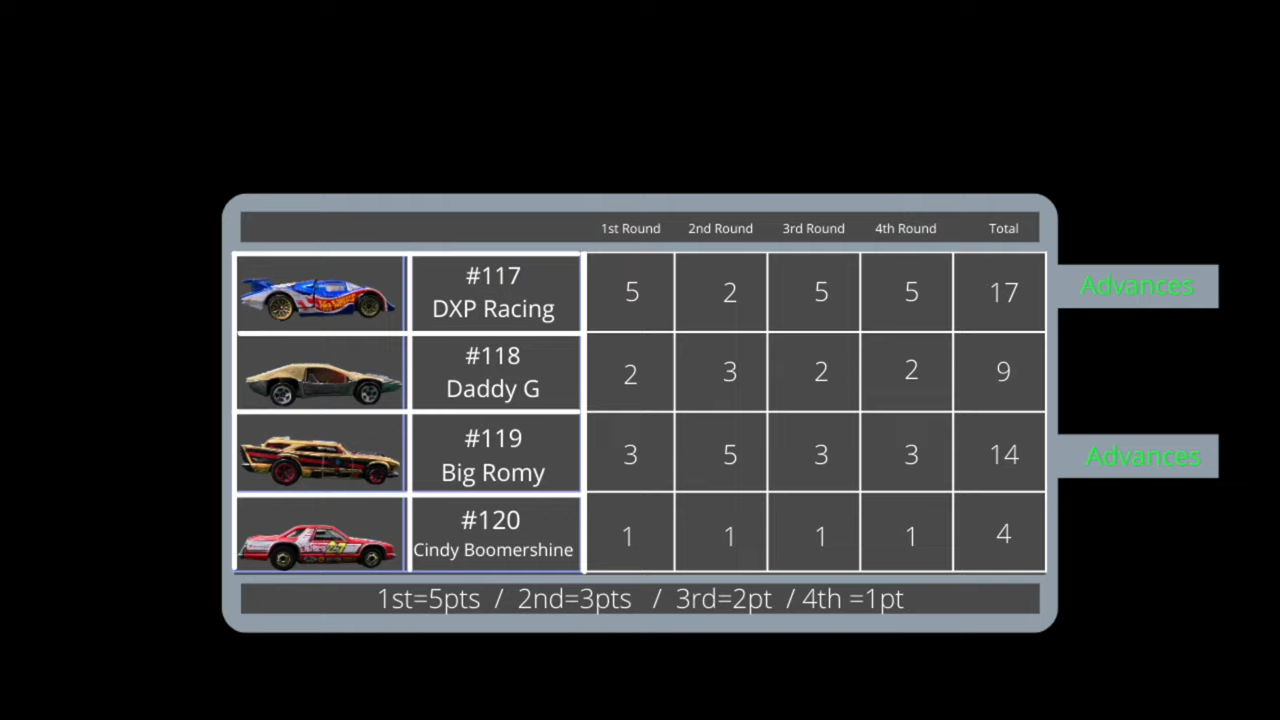 1st Round 2nd Round 3rd Round 4th Round Total
#117
DXP Racing
5 2 5 5 17
Advances
#118
Daddy G
2 3 2 2 9
#119
Big Romy
3 5 3 3 14
Advances
#120
Cindy Boomershine
1 1 1 1 4
1st=5pts / 2nd=3pts / 3rd=2pt / 4th =1pt